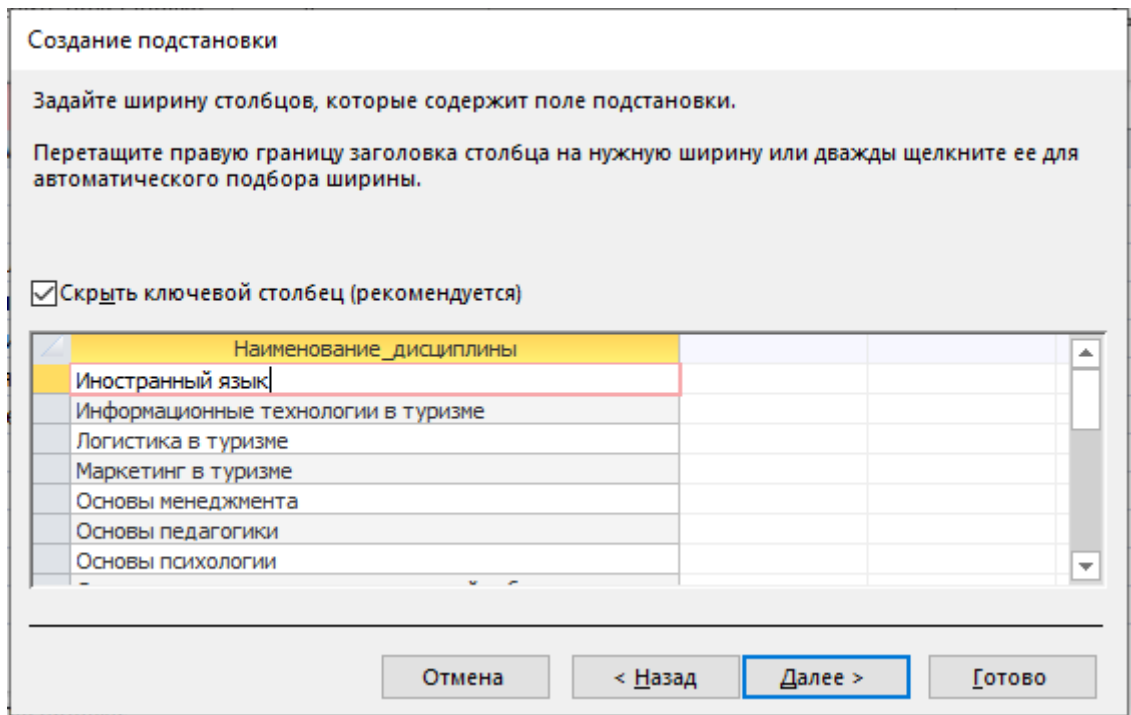 Создание подстановки
Задайте ширину столбцов, которые содержит поле подстановки.
Перетащите правую границу заголовка столбца на нужную ширину или дважды щелкните ее для
автоматического подбора ширины.
Скрыть ключевой столбец (рекомендуется)
Наименование_дисциплины
Иностранный язык
Информационные технологии в туризме
Логистика в туризме
Маркетинг в туризме
Основы менеджмента
Основы педагогики
Основы психологии
Отмена
< Назад
Далее >
Готово